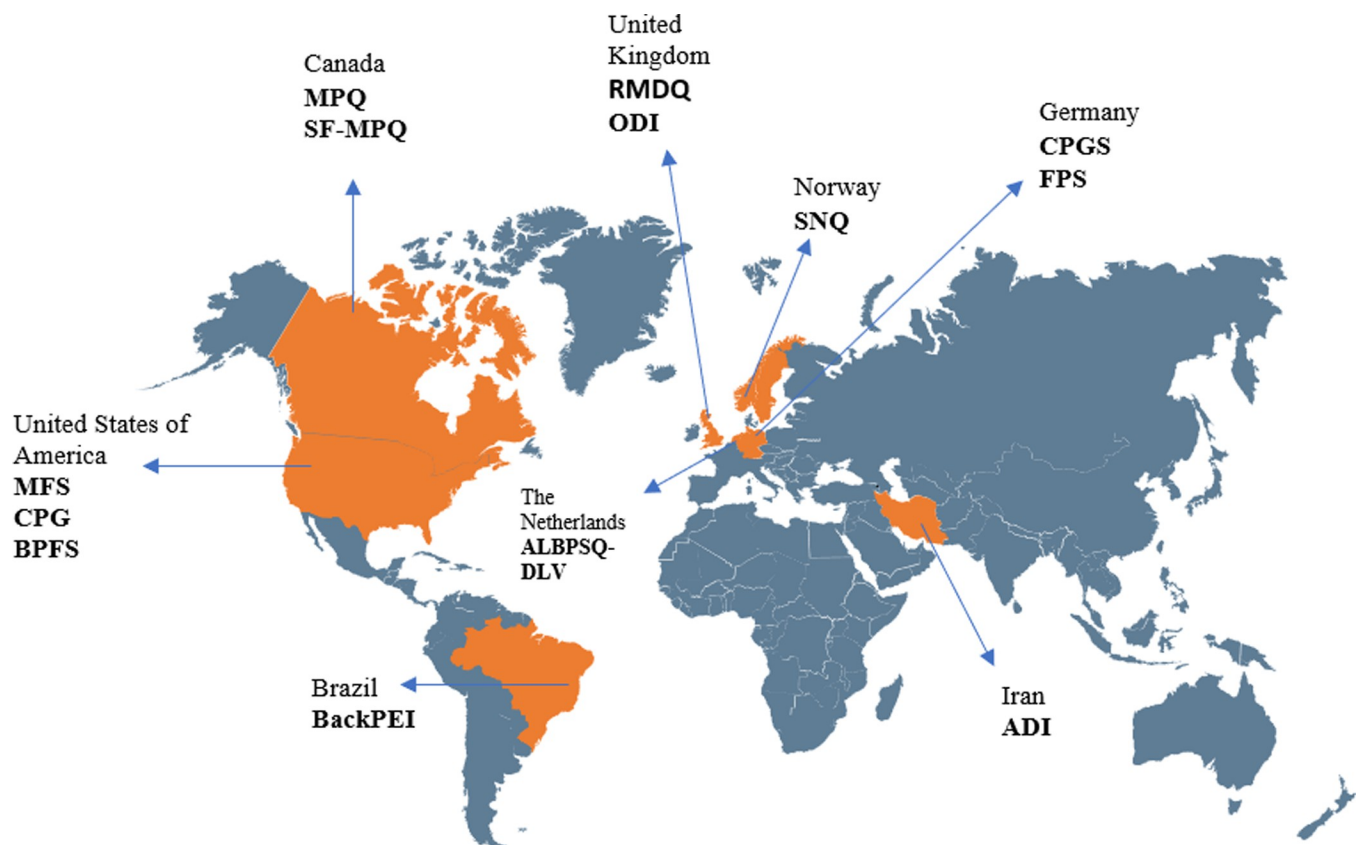 Canada
MPQ
SF-MPQ
United
Kingdom
RMDQ
ODI
Germany
CPGS
FPS
Norway
SNQ
United States of
America
MFS
CPG
BPFS
The
Netherlands
ALBPSQ-
DLV
Brazil
BackPEI
Iran
ADI